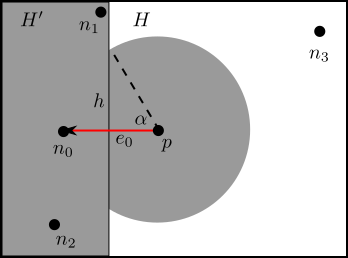 H′ n₁ H
n₃
h
α
n₀ e₀ p
n₂